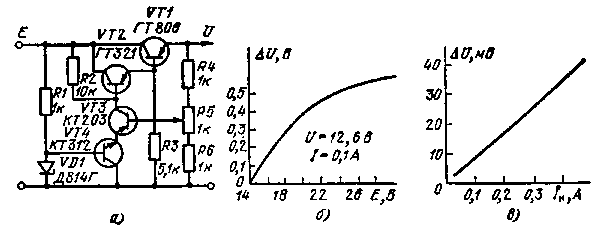 VT1
E VT2 ГТ806 U
ГТ321
R1 1к
R2 10к
VT3
КТ203
VT4
КТ312
VD1
Д814Г
R3 5,1к
R4 1к
R5 1к
R6 1к
а)
ΔU, в
0,5
0,4
0,3
0,2
0,1
0
U = 12,6 в
I = 0,1 А
14 18 22 26 E, в
б)
ΔU, мв
40
30
20
10
0
0,1 0,2 0,3 Iн, А
в)